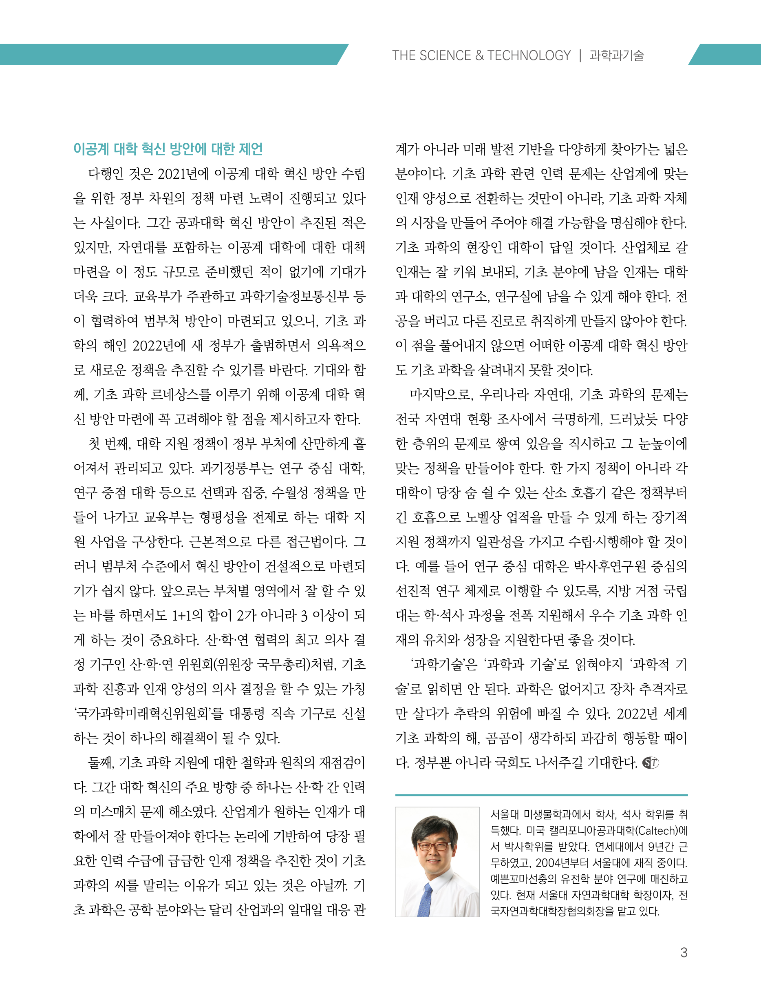 THE SCIENCE & TECHNOLOGY | 과학과기술
이공계 대학 혁신 방안에 대한 제언
다행인 것은 2021년에 이공계 대학 혁신 방안 수립
을 위한 정부 차원의 정책 마련 노력이 진행되고 있다
는 사실이다. 그간 공과대학 혁신 방안이 추진된 적은
있지만, 자연대를 포함하는 이공계 대학에 대한 대책
마련을 이 정도 규모로 준비했던 적이 없기에 기대가
더욱 크다. 교육부가 주관하고 과학기술정보통신부 등
이 협력하여 범부처 방안이 마련되고 있으니, 기초 과
학의 해인 2022년에 새 정부가 출범하면서 의욕적으
로 새로운 정책을 추진할 수 있기를 바란다. 기대와 함
께, 기초 과학 르네상스를 이루기 위해 이공계 대학 혁
신 방안 마련에 꼭 고려해야 할 점을 제시하고자 한다.
첫 번째, 대학 지원 정책이 정부 부처에 산만하게 흩
어져서 관리되고 있다. 과기정통부는 연구 중심 대학,
연구 중점 대학 등으로 선택과 집중, 수월성 정책을 만
들어 나가고 교육부는 형평성을 전제로 하는 대학 지
원 사업을 구상한다. 근본적으로 다른 접근법이다. 그
러니 범부처 수준에서 혁신 방안이 건설적으로 마련되
기가 쉽지 않다. 앞으로는 부처별 영역에서 잘 할 수 있
는 바를 하면서도 1+1의 합이 2가 아니라 3 이상이 되
게 하는 것이 중요하다. 산·학·연 협력의 최고 의사 결
정 기구인 산·학·연 위원회(위원장 국무총리)처럼, 기초
과학 진흥과 인재 양성의 의사 결정을 할 수 있는 가칭
‘국가과학미래혁신위원회’를 대통령 직속 기구로 신설
하는 것이 하나의 해결책이 될 수 있다.
둘째, 기초 과학 지원에 대한 철학과 원칙의 재점검이
다. 그간 대학 혁신의 주요 방향 중 하나는 산·학 간 인력
의 미스매치 문제 해소였다. 산업계가 원하는 인재가 대
학에서 잘 만들어져야 한다는 논리에 기반하여 당장 필
요한 인력 수급에 급급한 인재 정책을 추진한 것이 기초
과학의 씨를 말리는 이유가 되고 있는 것은 아닐까. 기
초 과학은 공학 분야와는 달리 산업과의 일대일 대응 관
계가 아니라 미래 발전 기반을 다양하게 찾아가는 넓은
분야이다. 기초 과학 관련 인력 문제는 산업계에 맞는
인재 양성으로 전환하는 것만이 아니라, 기초 과학 자체
의 시장을 만들어 주어야 해결 가능함을 명심해야 한다.
기초 과학의 현장인 대학이 답일 것이다. 산업체로 갈
인재는 잘 키워 보내되, 기초 분야에 남을 인재는 대학
과 대학의 연구소, 연구실에 남을 수 있게 해야 한다. 전
공을 버리고 다른 진로로 취직하게 만들지 않아야 한다.
이 점을 풀어내지 않으면 어떠한 이공계 대학 혁신 방안
도 기초 과학을 살려내지 못할 것이다.
마지막으로, 우리나라 자연대, 기초 과학의 문제는
전국 자연대 현황 조사에서 극명하게, 드러났듯 다양
한 층위의 문제로 쌓여 있음을 직시하고 그 눈높이에
맞는 정책을 만들어야 한다. 한 가지 정책이 아니라 각
대학이 당장 숨 쉴 수 있는 산소 호흡기 같은 정책부터
긴 호흡으로 노벨상 업적을 만들 수 있게 하는 장기적
지원 정책까지 일관성을 가지고 수립·시행해야 할 것이
다. 예를 들어 연구 중심 대학은 박사후연구원 중심의
선진적 연구 체제로 이행할 수 있도록, 지방 거점 국립
대는 학·석사 과정을 전폭 지원해서 우수 기초 과학 인
재의 유치와 성장을 지원한다면 좋을 것이다.
‘과학기술’은 ‘과학과 기술’로 읽혀야지 ‘과학적 기
술’로 읽히면 안 된다. 과학은 없어지고 장차 추격자로
만 살다가 추락의 위험에 빠질 수 있다. 2022년 세계
기초 과학의 해, 곰곰이 생각하되 과감히 행동할 때이
다. 정부뿐 아니라 국회도 나서주길 기대한다. ST
서울대 미생물학과에서 학사, 석사 학위를 취
득했다. 미국 캘리포니아공과대학(Caltech)에
서 박사학위를 받았다. 연세대에서 9년간 근
무하였고, 2004년부터 서울대에 재직 중이다.
예쁜꼬마선충의 유전학 분야 연구에 매진하고
있다. 현재 서울대 자연과학대학 학장이자, 전
국자연과학대학장협의회장을 맡고 있다.
3